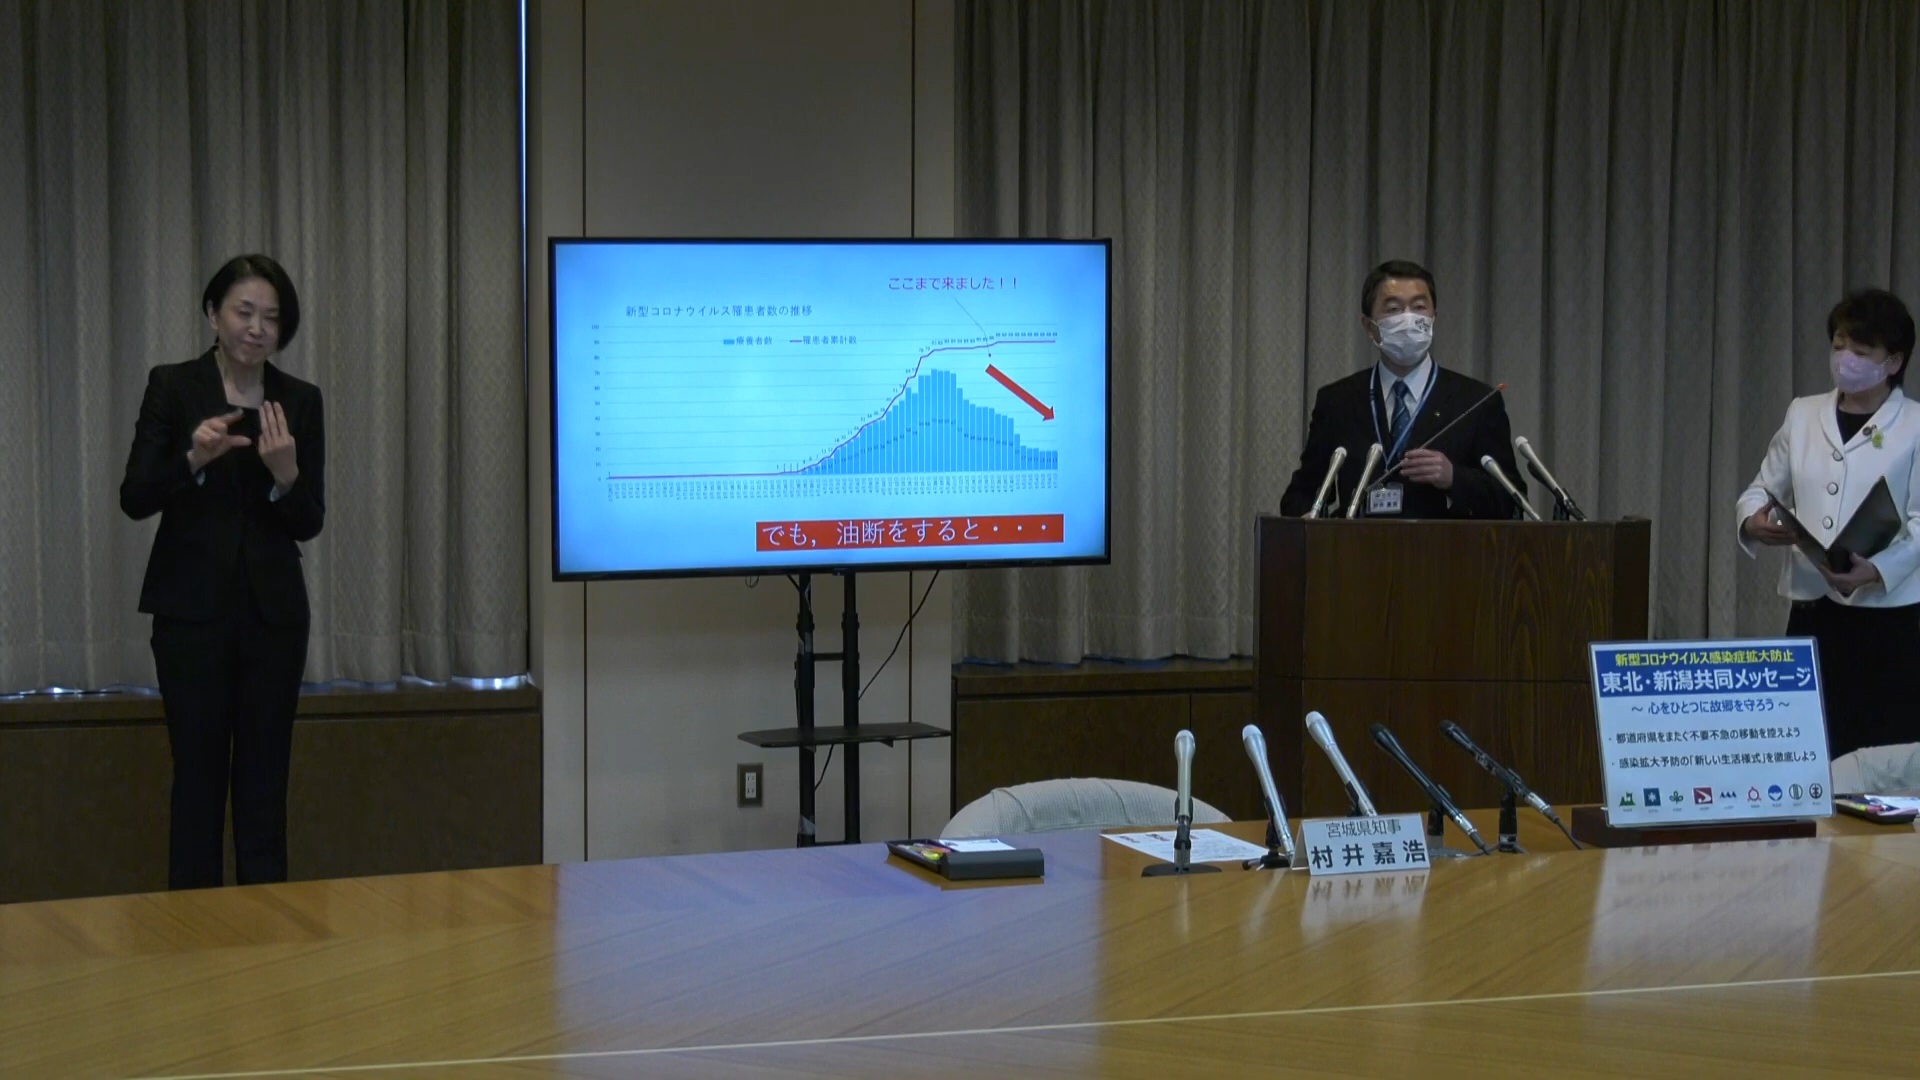 ここまで来ました！！
新型コロナウイルス罹患者数の推移
療養者数 罹患者累計数
でも，油断をすると・・・
新型コロナウイルス感染症拡大防止
東北・新潟共同メッセージ
～ 心をひとつに故郷を守ろう ～
・都道府県をまたぐ不要不急の移動を控えよう
・感染拡大予防の｢新しい生活様式｣を徹底しよう
宮城県知事
村井嘉浩